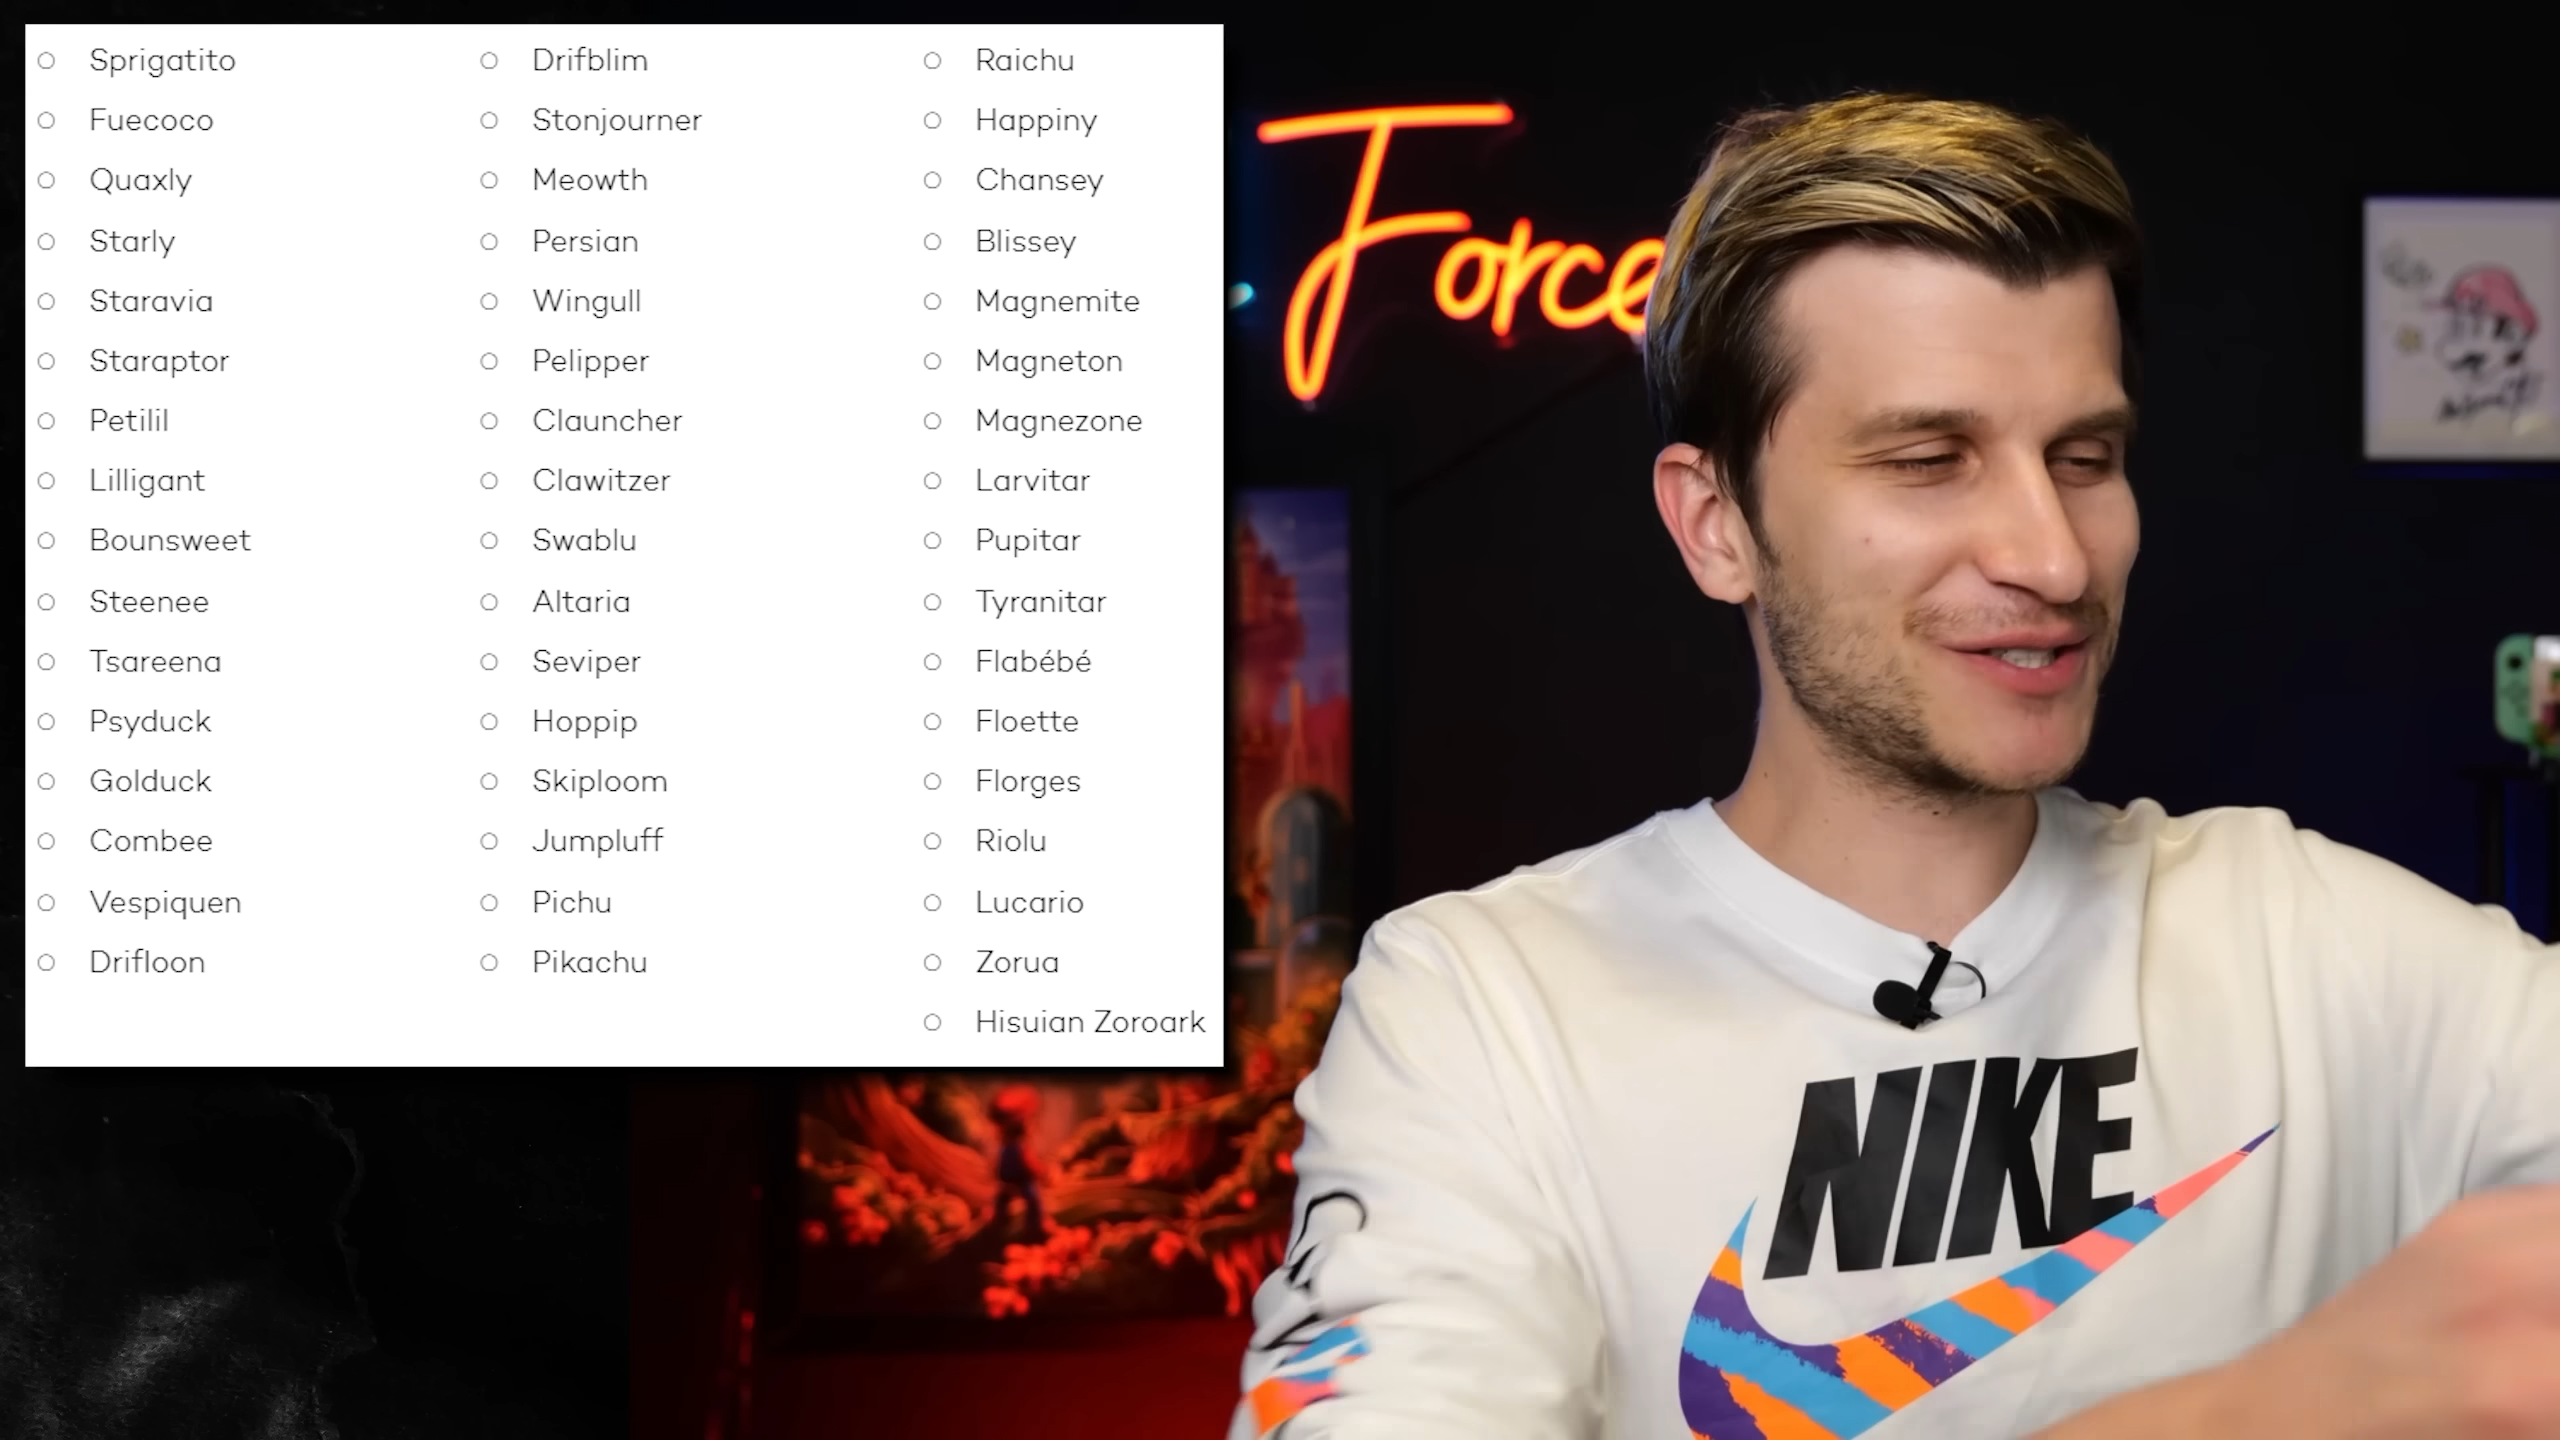 Sprigatito
Fuecoco
Quaxly
Starly
Staravia
Staraptor
Petilil
Lilligant
Bounsweet
Steenee
Tsareena
Psyduck
Golduck
Combee
Vespiquen
Drifloon
Drifblim
Stonjourner
Meowth
Persian
Wingull
Pelipper
Clauncher
Clawitzer
Swablu
Altaria
Seviper
Hoppip
Skiploom
Jumpluff
Pichu
Pikachu
Raichu
Happiny
Chansey
Blissey
Magnemite
Magneton
Magnezone
Larvitar
Pupitar
Tyranitar
Flabébé
Floette
Florges
Riolu
Lucario
Zorua
Hisuian Zoroark
Force
NIKE